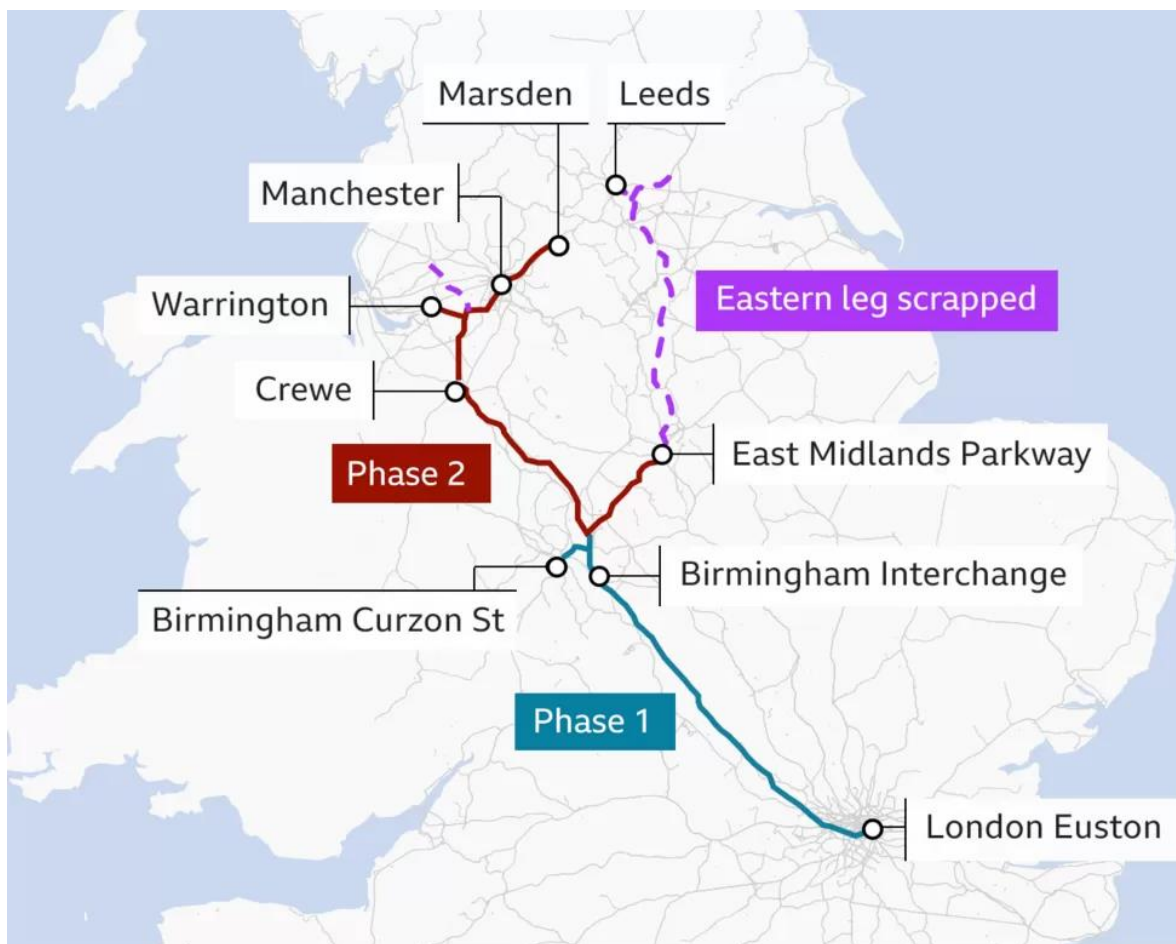 Marsden
Leeds
Manchester
Warrington
Eastern leg scrapped
Crewe
Phase 2
East Midlands Parkway
Birmingham Interchange
Birmingham Curzon St
Phase 1
London Euston